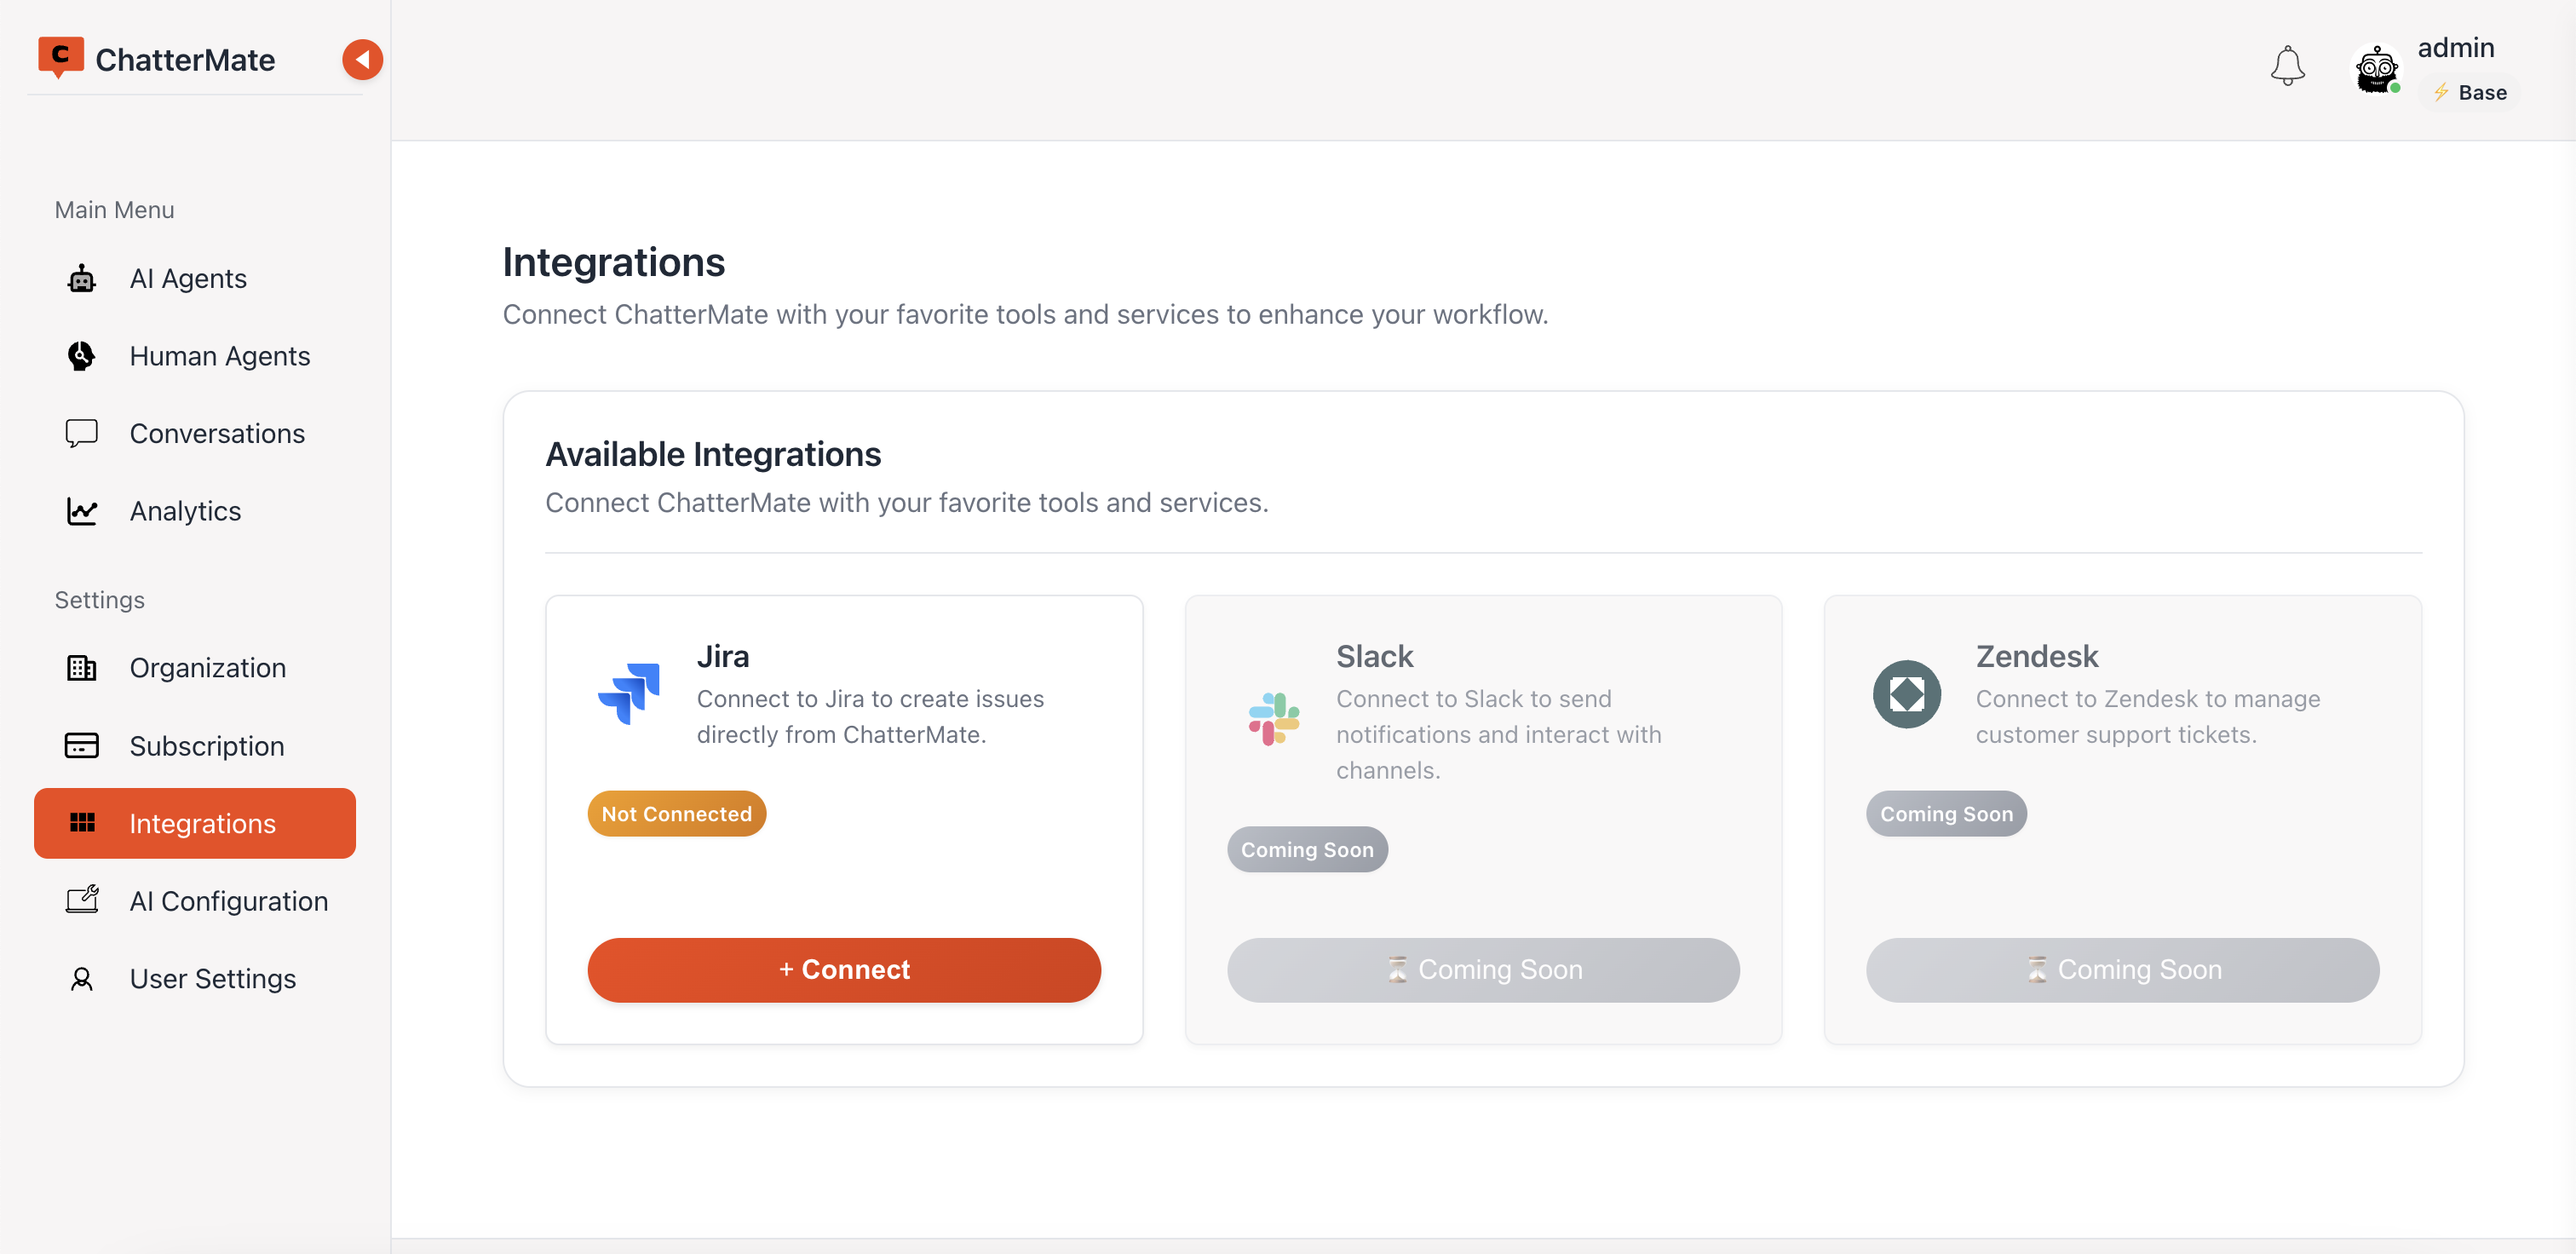 C ChatterMate
admin
⚡ Base
Main Menu
AI Agents
Human Agents
Conversations
Analytics
Settings
Organization
Subscription
Integrations
AI Configuration
User Settings
Integrations
Connect ChatterMate with your favorite tools and services to enhance your workflow.
Available Integrations
Connect ChatterMate with your favorite tools and services.
Jira
Connect to Jira to create issues
directly from ChatterMate.
Not Connected
+ Connect
Slack
Connect to Slack to send
notifications and interact with
channels.
Coming Soon
⏳ Coming Soon
Zendesk
Connect to Zendesk to manage
customer support tickets.
Coming Soon
⏳ Coming Soon